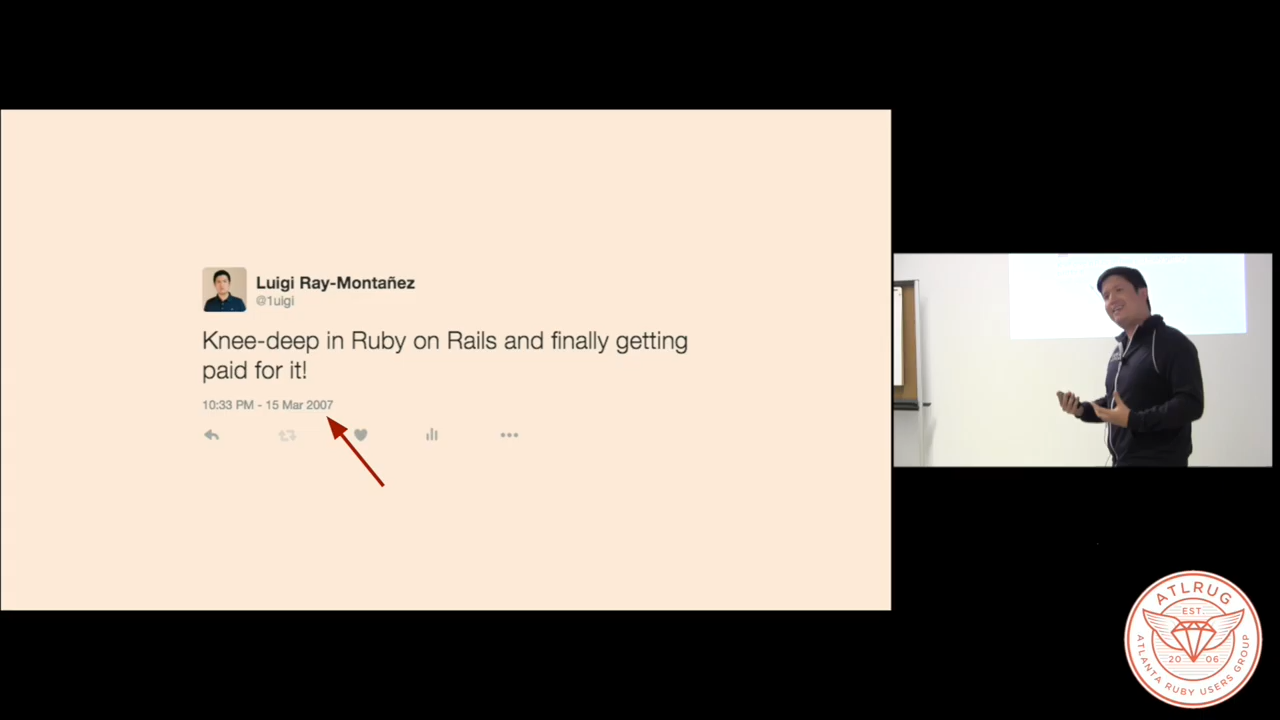 Luigi Ray-Montañez
@1uigi
Knee-deep in Ruby on Rails and finally getting
paid for it!
10:33 PM - 15 Mar 2007
ATLRUG
EST.
20 06
ATLANTA RUBY USERS GROUP